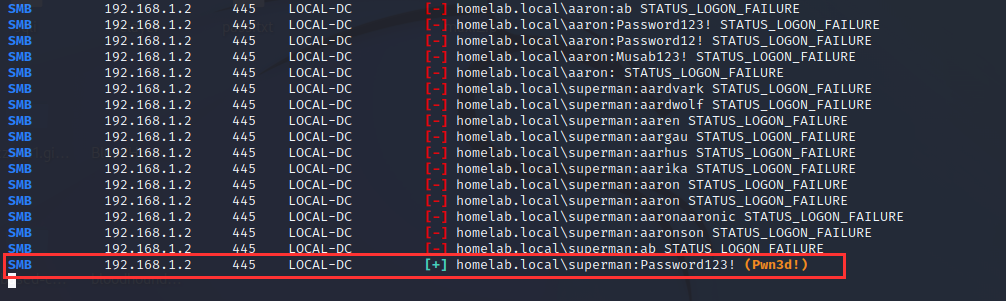 SMB 192.168.1.2 445 LOCAL-DC [-] homelab.local\aaron:ab STATUS_LOGON_FAILURE
SMB 192.168.1.2 445 LOCAL-DC [-] homelab.local\aaron:Password123! STATUS_LOGON_FAILURE
SMB 192.168.1.2 445 LOCAL-DC [-] homelab.local\aaron:Password12! STATUS_LOGON_FAILURE
SMB 192.168.1.2 445 LOCAL-DC [-] homelab.local\aaron:Musab123! STATUS_LOGON_FAILURE
SMB 192.168.1.2 445 LOCAL-DC [-] homelab.local\aaron: STATUS_LOGON_FAILURE
SMB 192.168.1.2 445 LOCAL-DC [-] homelab.local\superman:aardvark STATUS_LOGON_FAILURE
SMB 192.168.1.2 445 LOCAL-DC [-] homelab.local\superman:aardwolf STATUS_LOGON_FAILURE
SMB 192.168.1.2 445 LOCAL-DC [-] homelab.local\superman:aaren STATUS_LOGON_FAILURE
SMB 192.168.1.2 445 LOCAL-DC [-] homelab.local\superman:aargau STATUS_LOGON_FAILURE
SMB 192.168.1.2 445 LOCAL-DC [-] homelab.local\superman:aarhus STATUS_LOGON_FAILURE
SMB 192.168.1.2 445 LOCAL-DC [-] homelab.local\superman:aarika STATUS_LOGON_FAILURE
SMB 192.168.1.2 445 LOCAL-DC [-] homelab.local\superman:aaron STATUS_LOGON_FAILURE
SMB 192.168.1.2 445 LOCAL-DC [-] homelab.local\superman:aaron STATUS_LOGON_FAILURE
SMB 192.168.1.2 445 LOCAL-DC [-] homelab.local\superman:aaronaaronic STATUS_LOGON_FAILURE
SMB 192.168.1.2 445 LOCAL-DC [-] homelab.local\superman:aaronson STATUS_LOGON_FAILURE
SMB 192.168.1.2 445 LOCAL-DC [-] homelab.local\superman:ab STATUS_LOGON_FAILURE
SMB 192.168.1.2 445 LOCAL-DC [+] homelab.local\superman:Password123! (Pwn3d!)